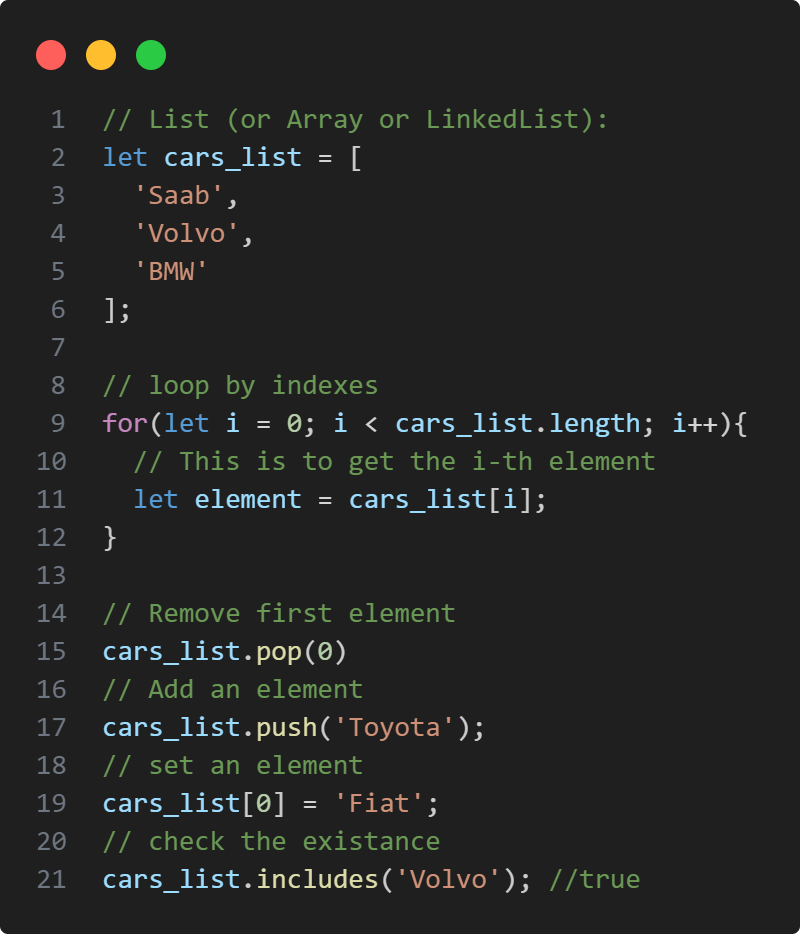 1 // List (or Array or LinkedList):
2 let cars_list = [
3   'Saab',
4   'Volvo',
5   'BMW'
6 ];
7
8 // loop by indexes
9 for(let i = 0; i < cars_list.length; i++){
10   // This is to get the i-th element
11   let element = cars_list[i];
12 }
13
14 // Remove first element
15 cars_list.pop(0)
16 // Add an element
17 cars_list.push('Toyota');
18 // set an element
19 cars_list[0] = 'Fiat';
20 // check the existance
21 cars_list.includes('Volvo'); //true